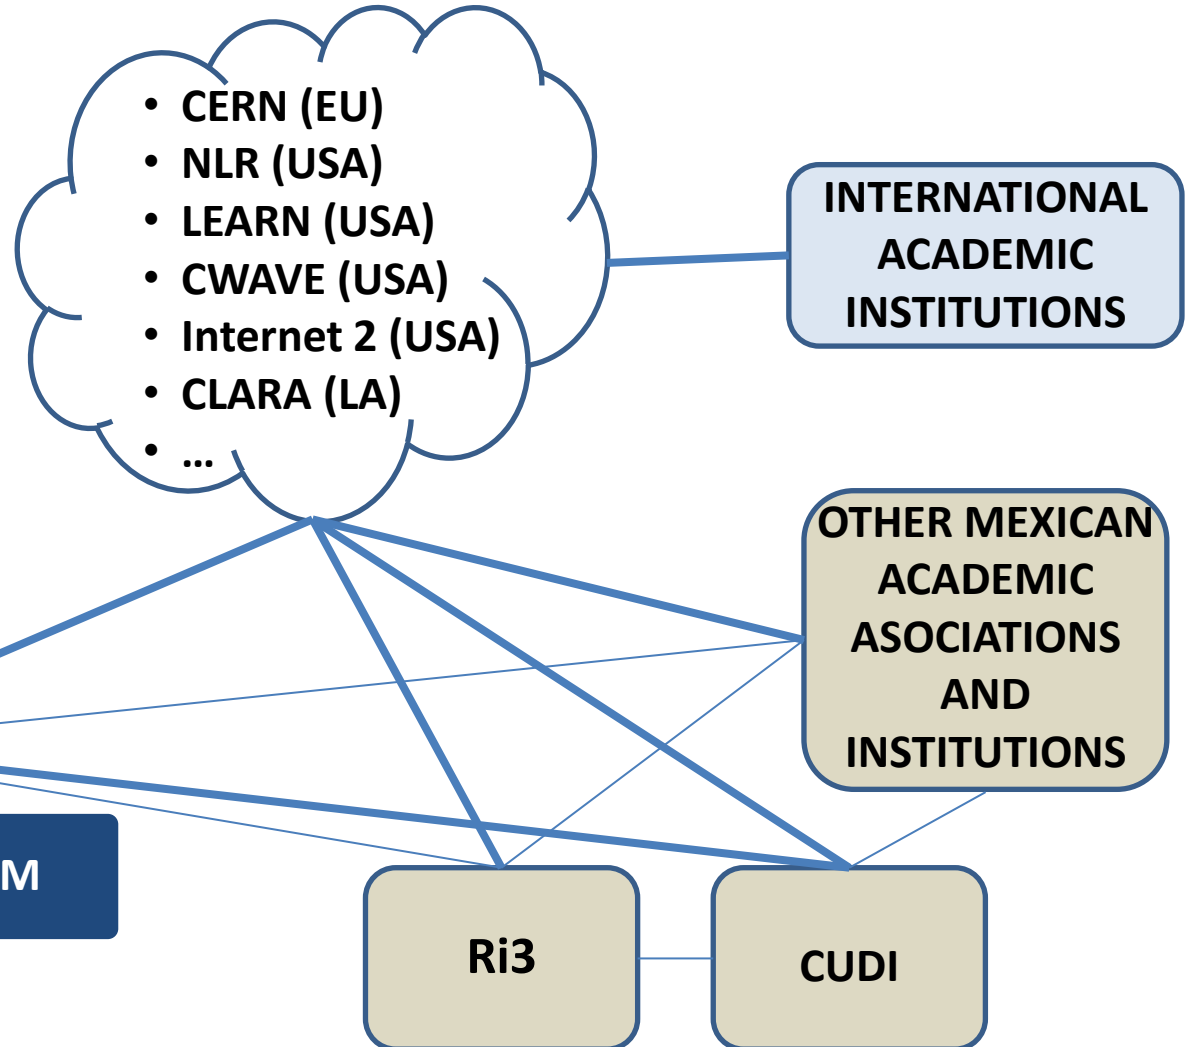 • CERN (EU)
• NLR (USA)
• LEARN (USA)
• CWAVE (USA)
• Internet 2 (USA)
• CLARA (LA)
• ...
INTERNATIONAL
ACADEMIC
INSTITUTIONS
OTHER MEXICAN
ACADEMIC
ASOCIATIONS
AND
INSTITUTIONS
M
Ri3
CUDI